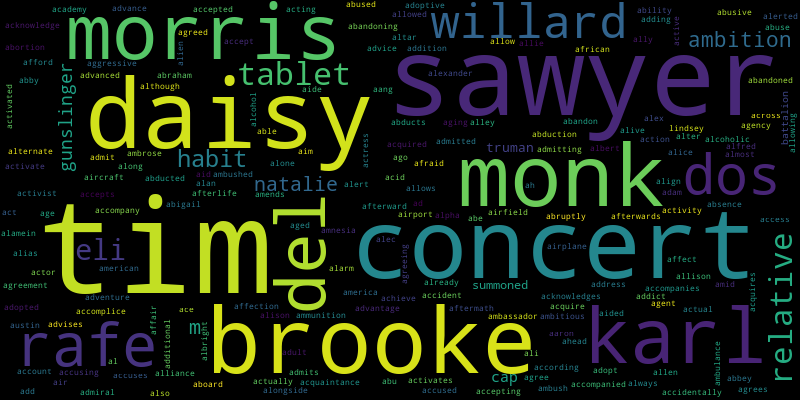 academy advance accepted acting abused adoptive ability abusive alerted
acknowledge agreed abandoning allowed adding active abuse
morris willard
alien altar african ambition
abortion accept advice addition allow allie ally
afford aggressive tablet sawyer abandoned
abby advanced abraham aang alexander
gunslinger although aide
activated daisy alcohol abducts aging alley abandon alex across battalion
able abduction alive lindsey agency allowing
alternate ambrose aim actress admitted action alter alcoholic
admit habit ago truman admitting albert alice alfred
activate along alone afraid monk almost
aircraft aid ambushed acid acquired ah align dos
activist abducted alan natalie alert allows adam
accepts afterlife amends
act age accompany abigail del afterward ad abe airfield afterwards activity absence
tim aged airport alpha abruptly access
alamein amnesia concert
alias eli alec agreeing airplane affect
actor american alarm already summoned address allison amid relative
agreement adventure america accident accompanies acquires
adopted accomplice ace affection achieve acknowledges acquire addict agent actual
austin advises affair m alison ammunition advantage aftermath ambassador ambitious aided
rafe additional albright brooke aaron karl
al adult ali ahead according ambulance
account accusing alliance admits abu cap adopt allen abbey
air accuses actually acquaintance activates agree accompanied always
add admiral also aboard alongside accused accepting ambush accidentally agrees